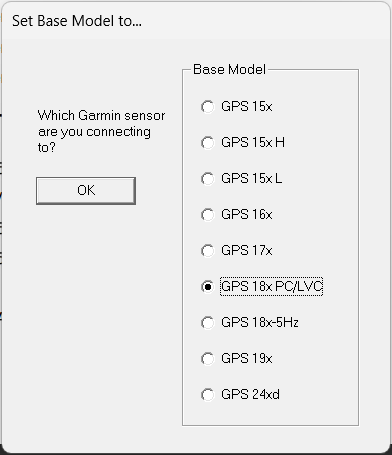 Set Base Model to...
Base Model
Which Garmin sensor
are you connecting
to?
OK
GPS 15x
GPS 15x H
GPS 15x L
GPS 16x
GPS 17x
GPS 18x PC/LVC
GPS 18x-5Hz
GPS 19x
GPS 24xd